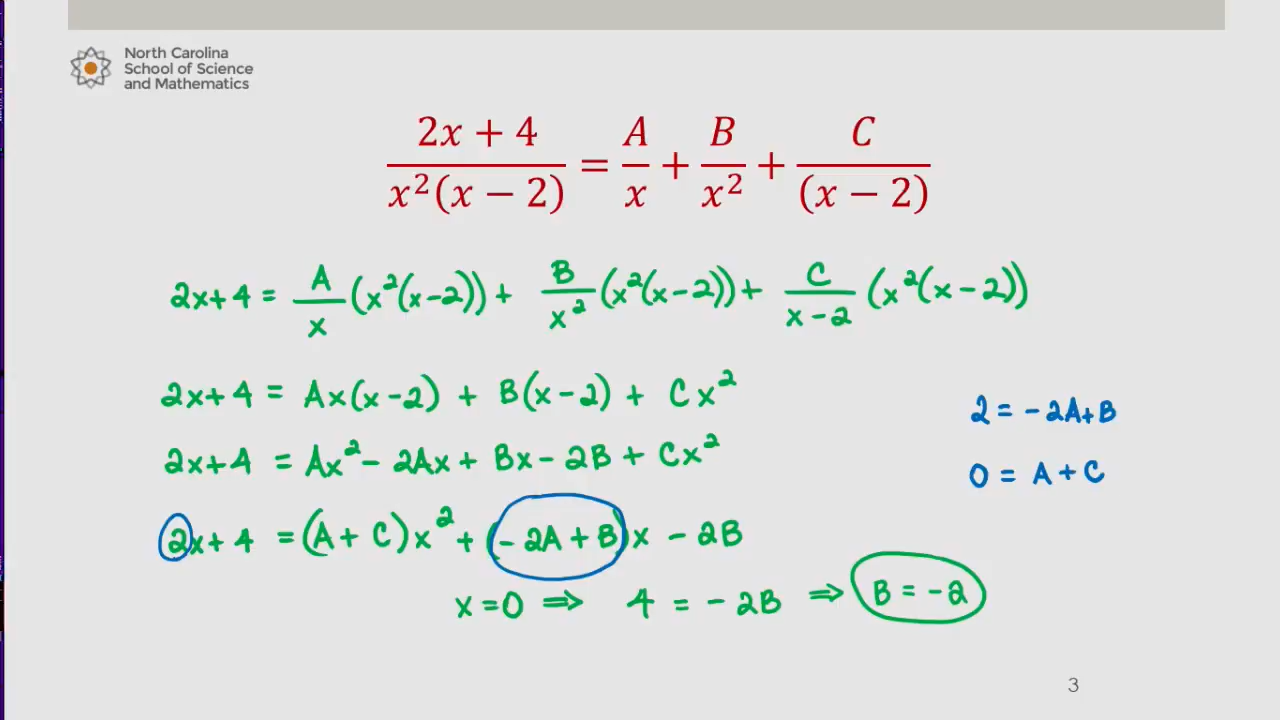 North Carolina
School of Science
and Mathematics
(2x + 4)/(x²(x − 2)) = A/x + B/x² + C/(x − 2)
2x+4 = A/x (x²(x-2)) + B/x² (x²(x-2)) + C/(x-2) (x²(x-2))
2x+4 = Ax(x-2) + B(x-2) + Cx²
2 = -2A+B
2x+4 = Ax² - 2Ax + Bx - 2B + Cx²
0 = A + C
2x+4 = (A+C)x² + (-2A+B)x - 2B
x=0 ⟹ 4 = -2B ⟹ B = -2
3